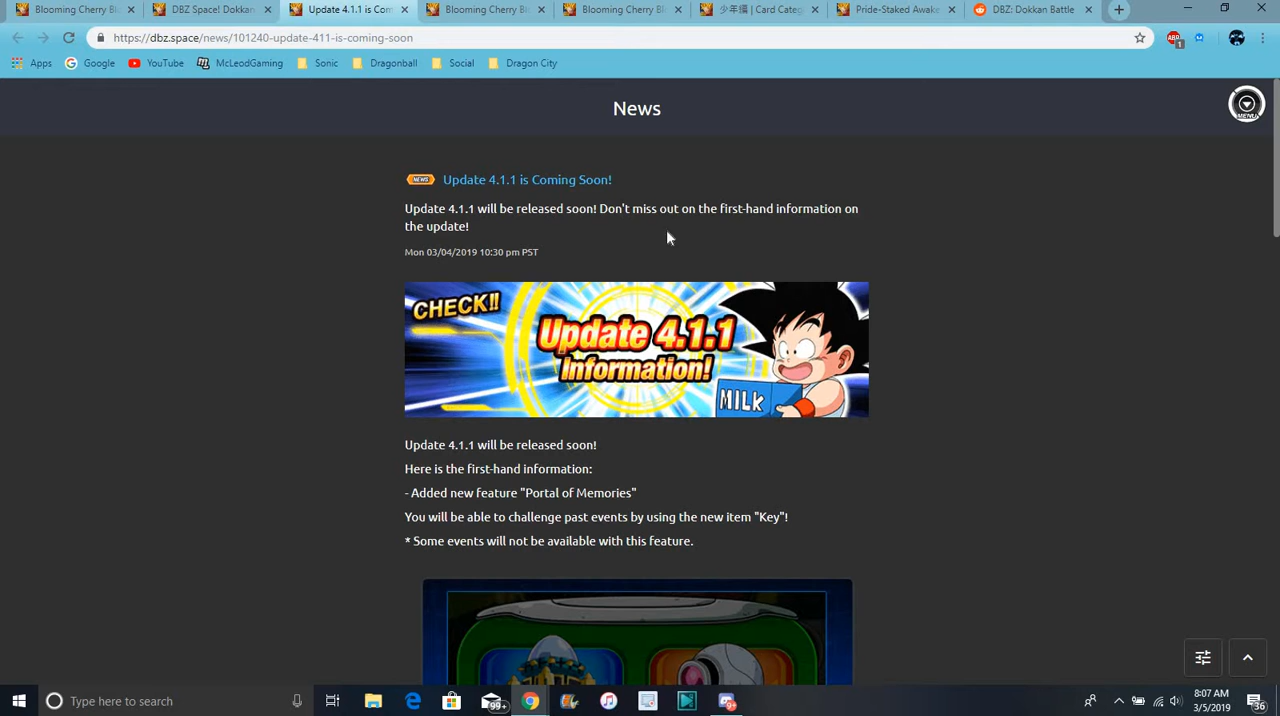 Blooming Cherry Bl
DBZ Space! Dokkan
Update 4.1.1 is Com
Blooming Cherry Bl
Blooming Cherry Bl
少年編 | Card Categ
Pride-Staked Awake
DBZ: Dokkan Battle
https://dbz.space/news/101240-update-411-is-coming-soon
ABP
1
Apps
Google
YouTube
McLeodGaming
Sonic
Dragonball
Social
Dragon City
News
MENU
NEWS
Update 4.1.1 is Coming Soon!
Update 4.1.1 will be released soon! Don't miss out on the first-hand information on
the update!
Mon 03/04/2019 10:30 pm PST
CHECK!!
Update 4.1.1
Information!
MILK
Update 4.1.1 will be released soon!
Here is the first-hand information:
- Added new feature "Portal of Memories"
You will be able to challenge past events by using the new item "Key"!
* Some events will not be available with this feature.
Type here to search
99+
9+
8:07 AM
3/5/2019
36